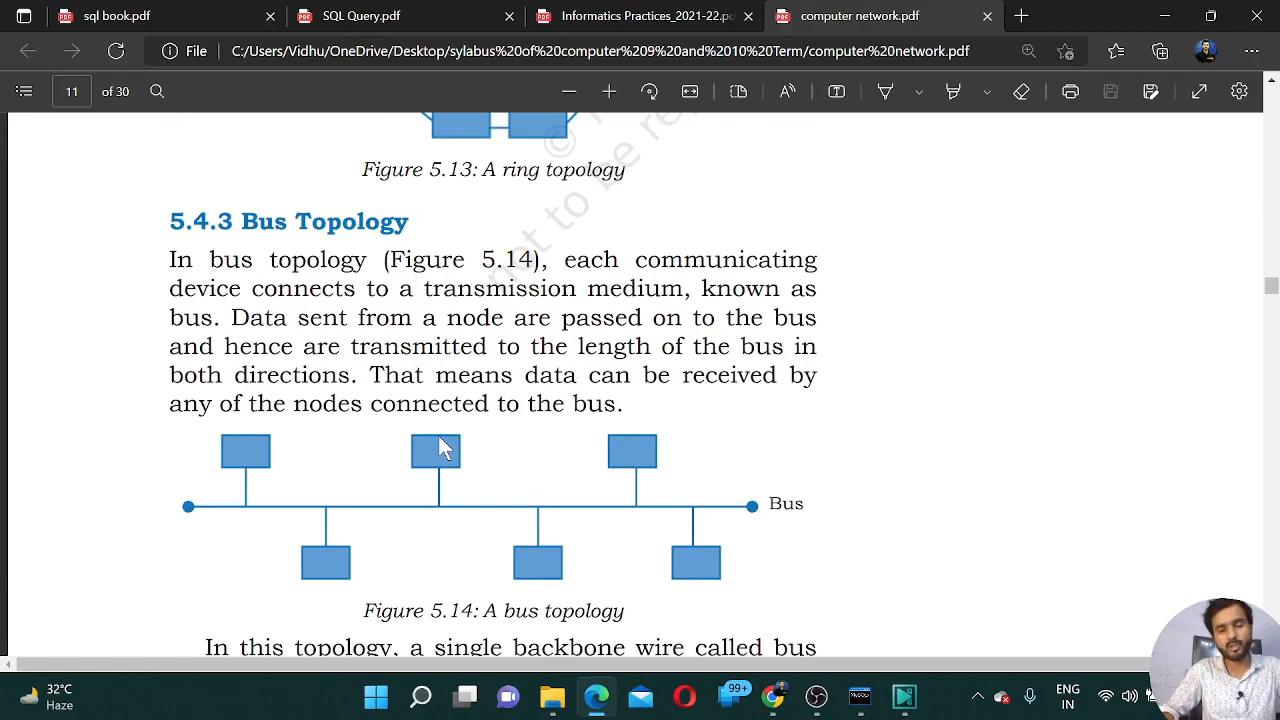 sql book.pdf
SQL Query.pdf
Informatics Practices_2021-22.pd
computer network.pdf
File
C:/Users/Vidhu/OneDrive/Desktop/sylabus%20of%20computer%209%20and%2010%20Term/computer%20network.pdf
11 of 30
not to be rep
Figure 5.13: A ring topology
5.4.3 Bus Topology
In bus topology (Figure 5.14), each communicating
device connects to a transmission medium, known as
bus. Data sent from a node are passed on to the bus
and hence are transmitted to the length of the bus in
both directions. That means data can be received by
any of the nodes connected to the bus.
Bus
Figure 5.14: A bus topology
In this topology, a single backbone wire called bus
32°C
Haze
99+
ENG
IN